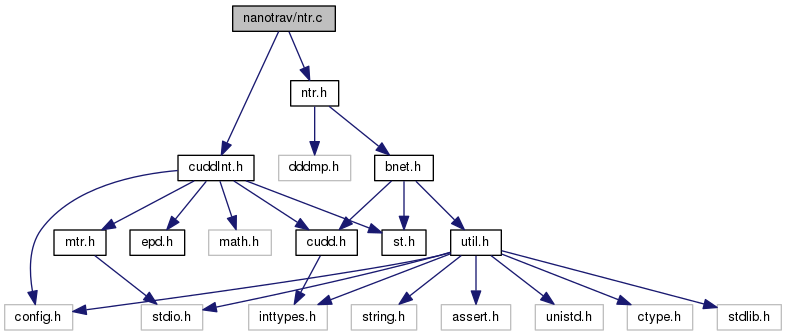 nanotrav/ntr.c
ntr.h
cuddInt.h
dddmp.h
bnet.h
mtr.h
epd.h
math.h
cudd.h
st.h
util.h
config.h
stdio.h
inttypes.h
string.h
assert.h
unistd.h
ctype.h
stdlib.h